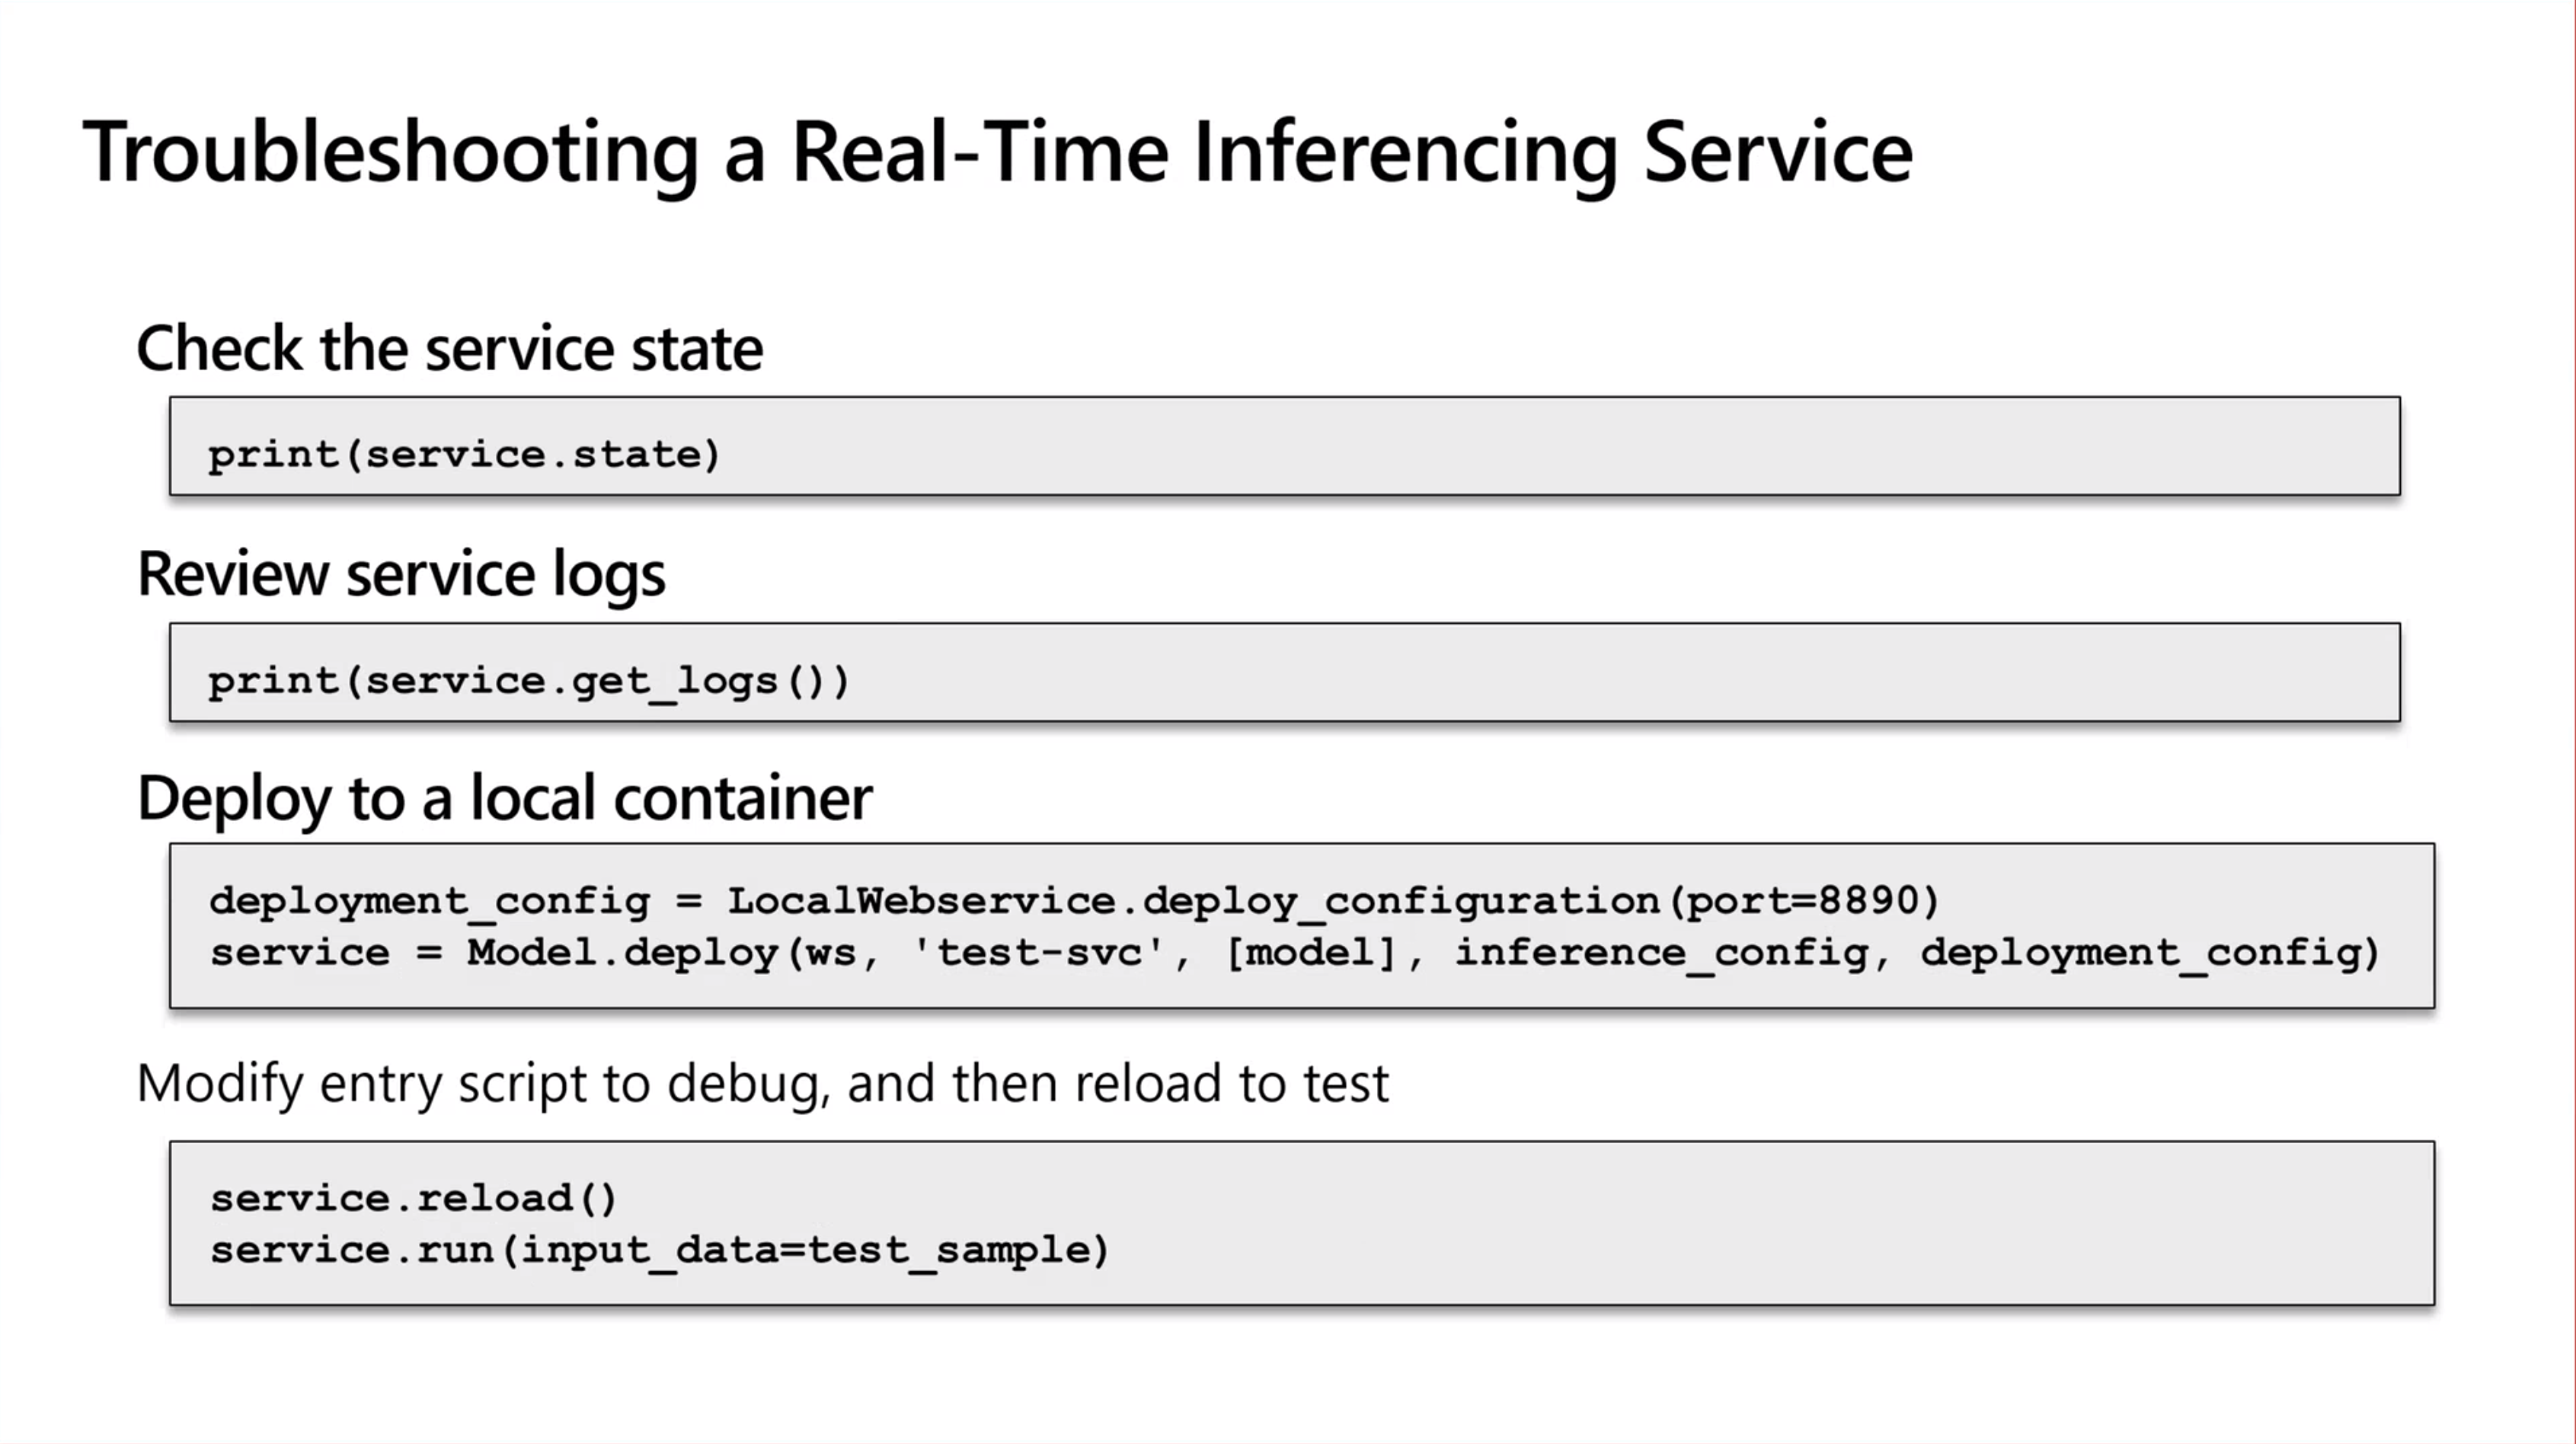 Troubleshooting a Real-Time Inferencing Service
Check the service state
print(service.state)
Review service logs
print(service.get_logs())
Deploy to a local container
deployment_config = LocalWebservice.deploy_configuration(port=8890)
service = Model.deploy(ws, 'test-svc', [model], inference_config, deployment_config)
Modify entry script to debug, and then reload to test
service.reload()
service.run(input_data=test_sample)